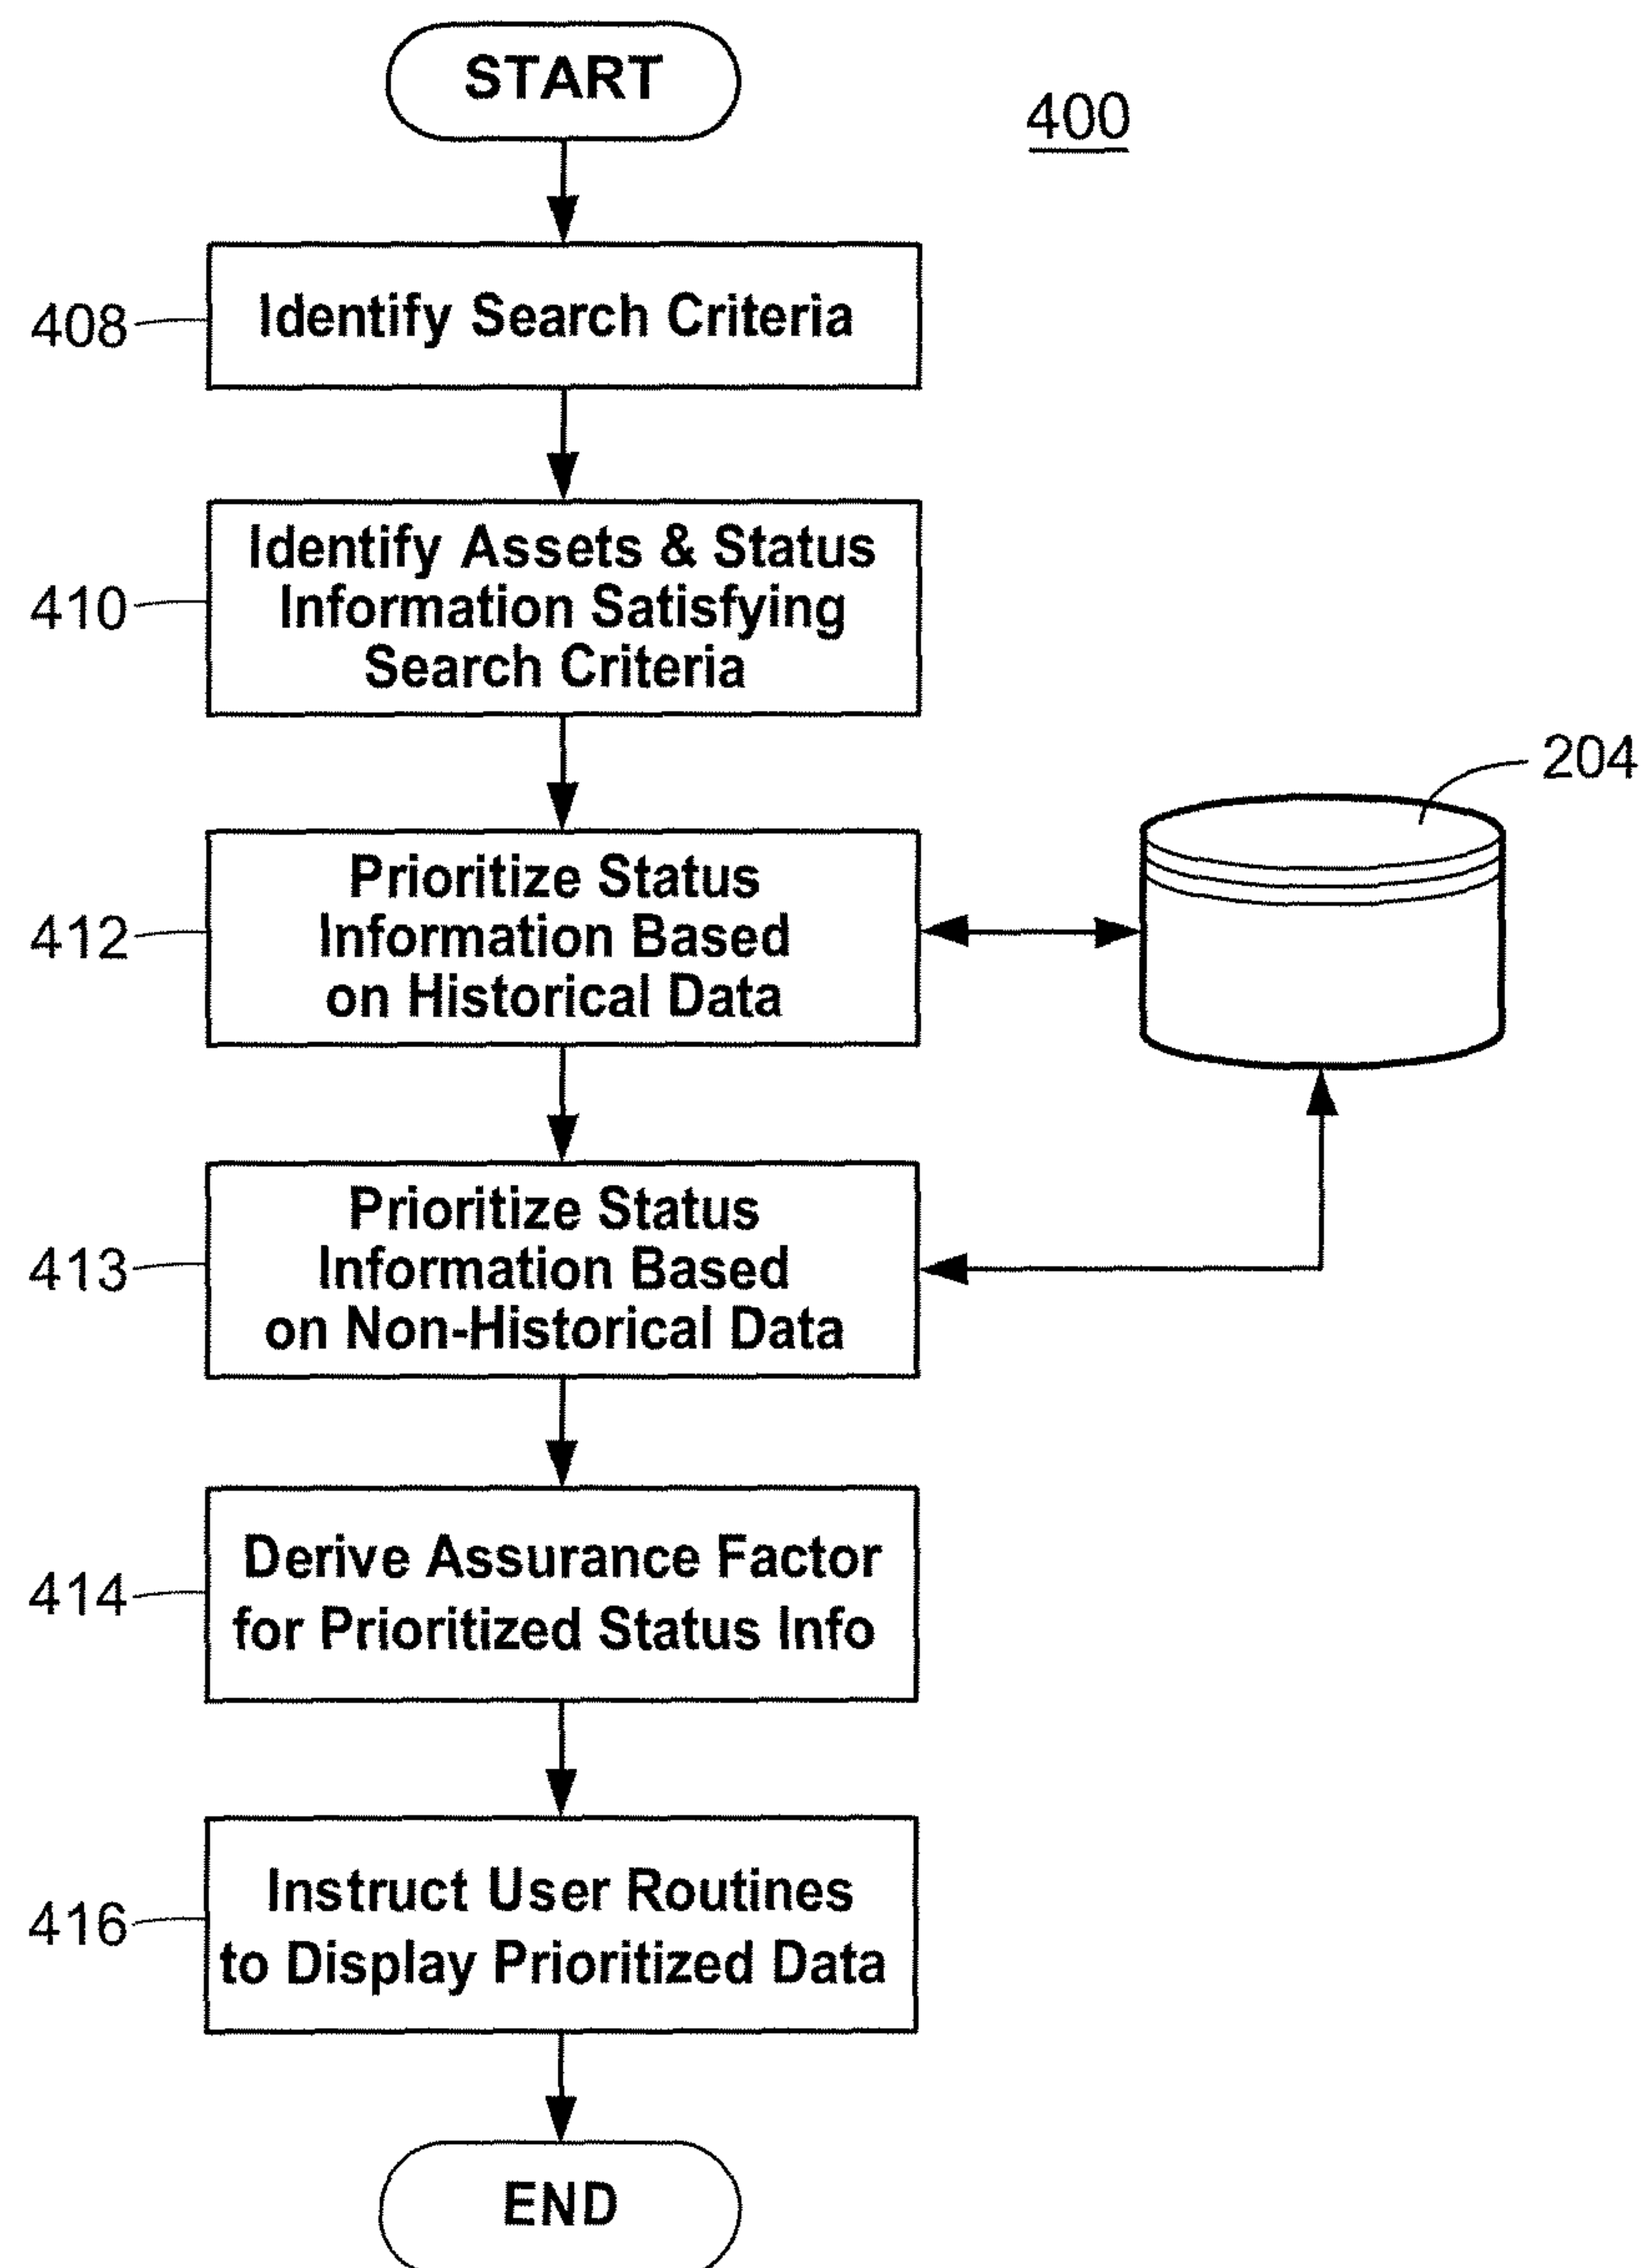 START
400
408
Identify Search Criteria
410
Identify Assets & Status
Information Satisfying
Search Criteria
204
412
Prioritize Status
Information Based
on Historical Data
413
Prioritize Status
Information Based
on Non-Historical Data
414
Derive Assurance Factor
for Prioritized Status Info
416
Instruct User Routines
to Display Prioritized Data
END